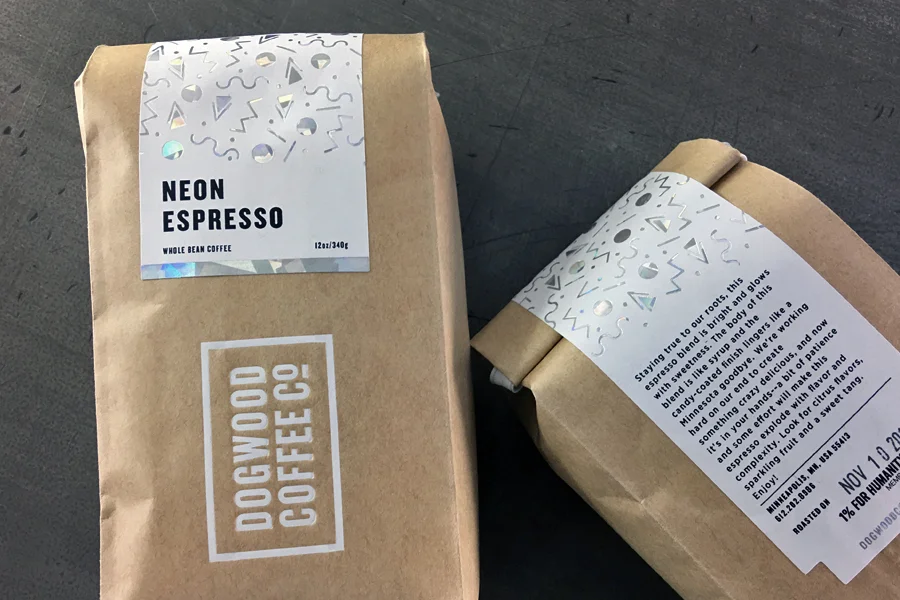 NEON
ESPRESSO
WHOLE BEAN COFFEE
12oz/340g
DOGWOOD
COFFEE Cº
Staying true to our roots, this
espresso blend is bright and glows
with sweetness. The body of this
blend is like syrup and the
candy-coated finish lingers like a
Minnesota goodbye. We're working
hard on our end to create
something crazy delicious, and now
it's in your hands–a bit of patience
and some effort will make this
espresso explode with flavor and
complexity. Look for citrus flavors,
sparkling fruit and a sweet tang.
Enjoy!
MINNEAPOLIS, MN, USA 55413
ROASTED ON
NOV 10 20
1% FOR HUMANIT
DOGWOODC